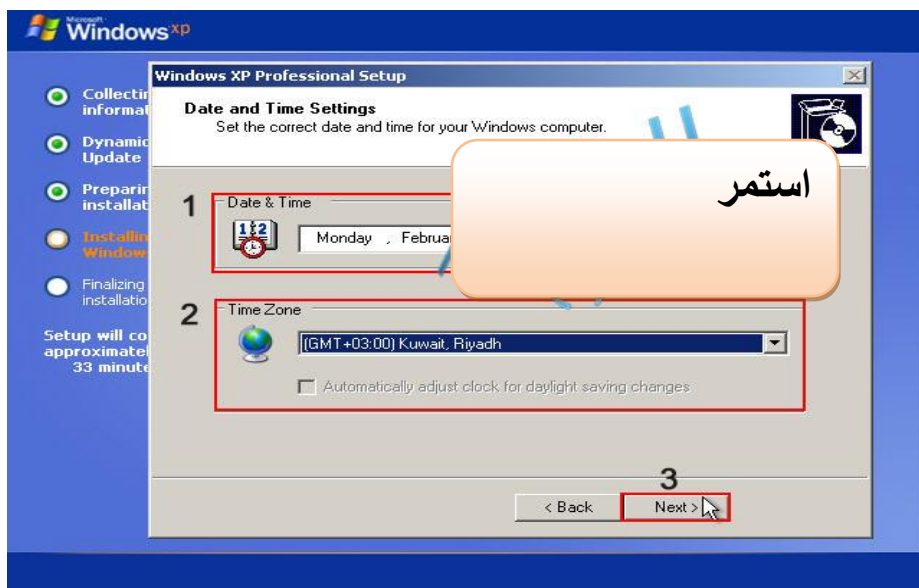 Microsoft
Windows xp
Windows XP Professional Setup
Collectin
informat
Dynamic
Update
Preparin
installat
Installin
Window
Finalizing
installatio
Setup will co
approximatel
33 minute
Date and Time Settings
Set the correct date and time for your Windows computer.
استمر
1
Date & Time
Monday , Februa
2
Time Zone
(GMT+03:00) Kuwait, Riyadh
Automatically adjust clock for daylight saving changes
3
< Back
Next >